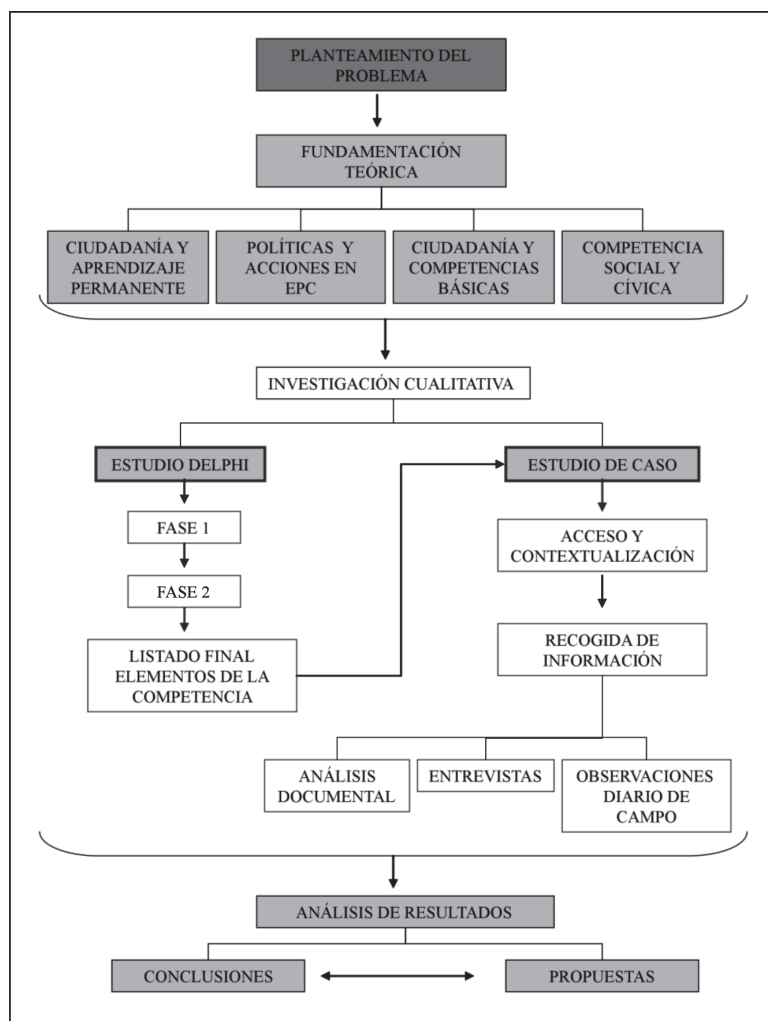 PLANTEAMIENTO DEL
PROBLEMA
FUNDAMENTACIÓN
TEÓRICA
CIUDADANÍA Y
APRENDIZAJE
PERMANENTE
POLÍTICAS Y
ACCIONES EN
EPC
CIUDADANÍA Y
COMPETENCIAS
BÁSICAS
COMPETENCIA
SOCIAL Y
CÍVICA
INVESTIGACIÓN CUALITATIVA
ESTUDIO DELPHI
FASE 1
FASE 2
LISTADO FINAL
ELEMENTOS DE LA
COMPETENCIA
ESTUDIO DE CASO
ACCESO Y
CONTEXTUALIZACIÓN
RECOGIDA DE
INFORMACIÓN
ANÁLISIS
DOCUMENTAL
ENTREVISTAS
OBSERVACIONES
DIARIO DE
CAMPO
ANÁLISIS DE RESULTADOS
CONCLUSIONES
PROPUESTAS